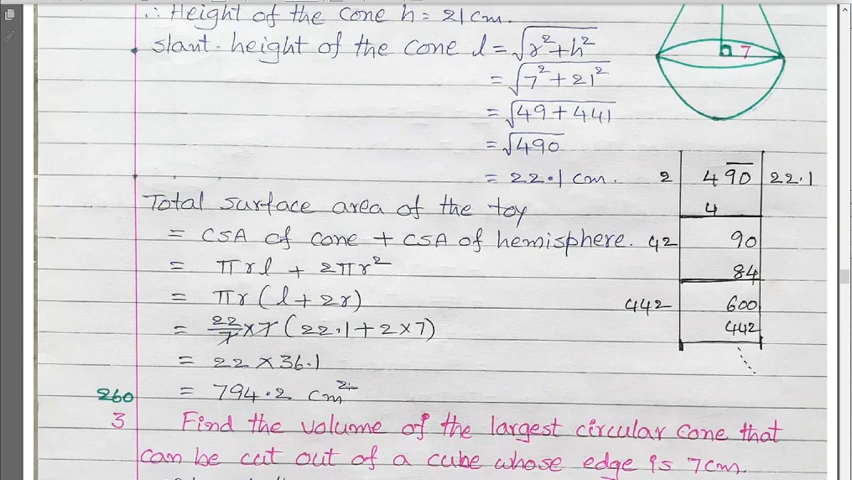 ∴ Height of the cone h = 21 cm.
slant height of the cone l = √r²+h²
= √7²+21²
= √49+441
= √490
= 22.1 cm.
Total surface area of the toy
= CSA of cone + CSA of hemisphere.
= πrl + 2πr²
= πr(l+2r)
= 22/7 × 7 (22.1 + 2×7)
= 22 × 36.1
= 794.2 cm²
7
2 490 22.1
4
42 90
84
442 600
442
260
3 Find the volume of the largest circular cone that
can be cut out of a cube whose edge is 7cm.